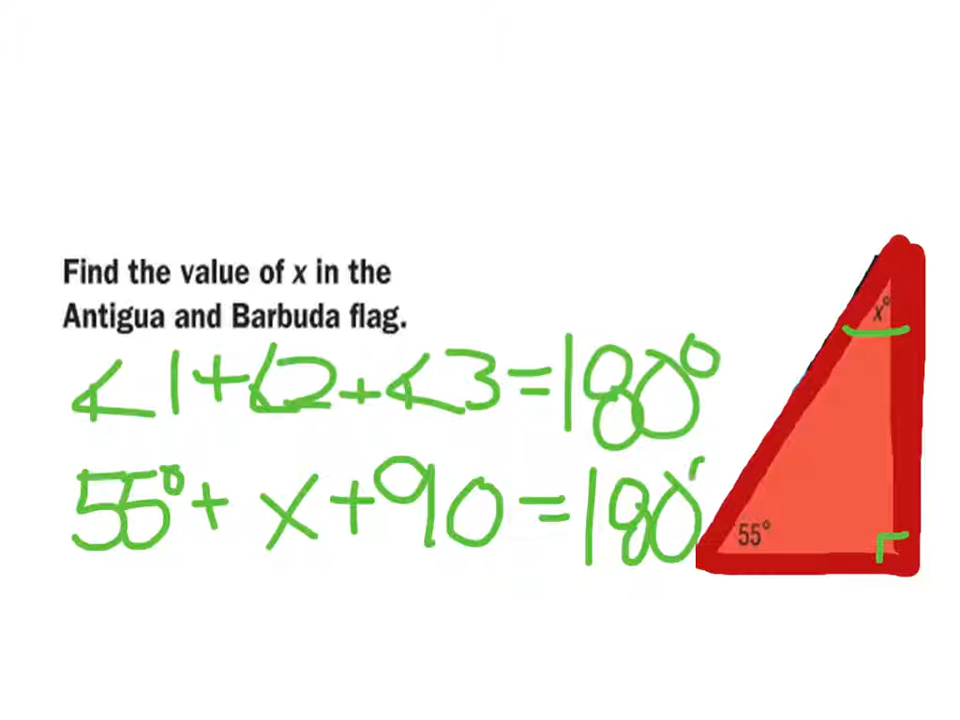 Find the value of x in the
Antigua and Barbuda flag.
∠1+∠2+∠3=180°
55°+x+90=180°
x°
55°